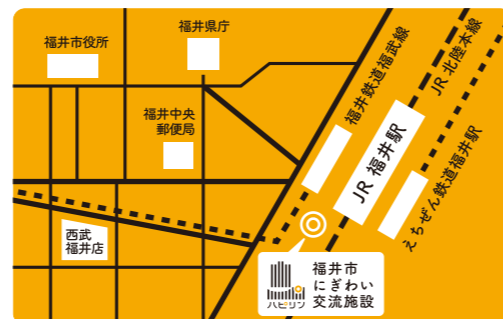 福井県庁
福井市役所
福井中央
郵便局
福井鉄道福武線
JR 北陸本線
JR 福井駅
えちぜん鉄道福井駅
西武
福井店
ハピリン
福井市
にぎわい
交流施設